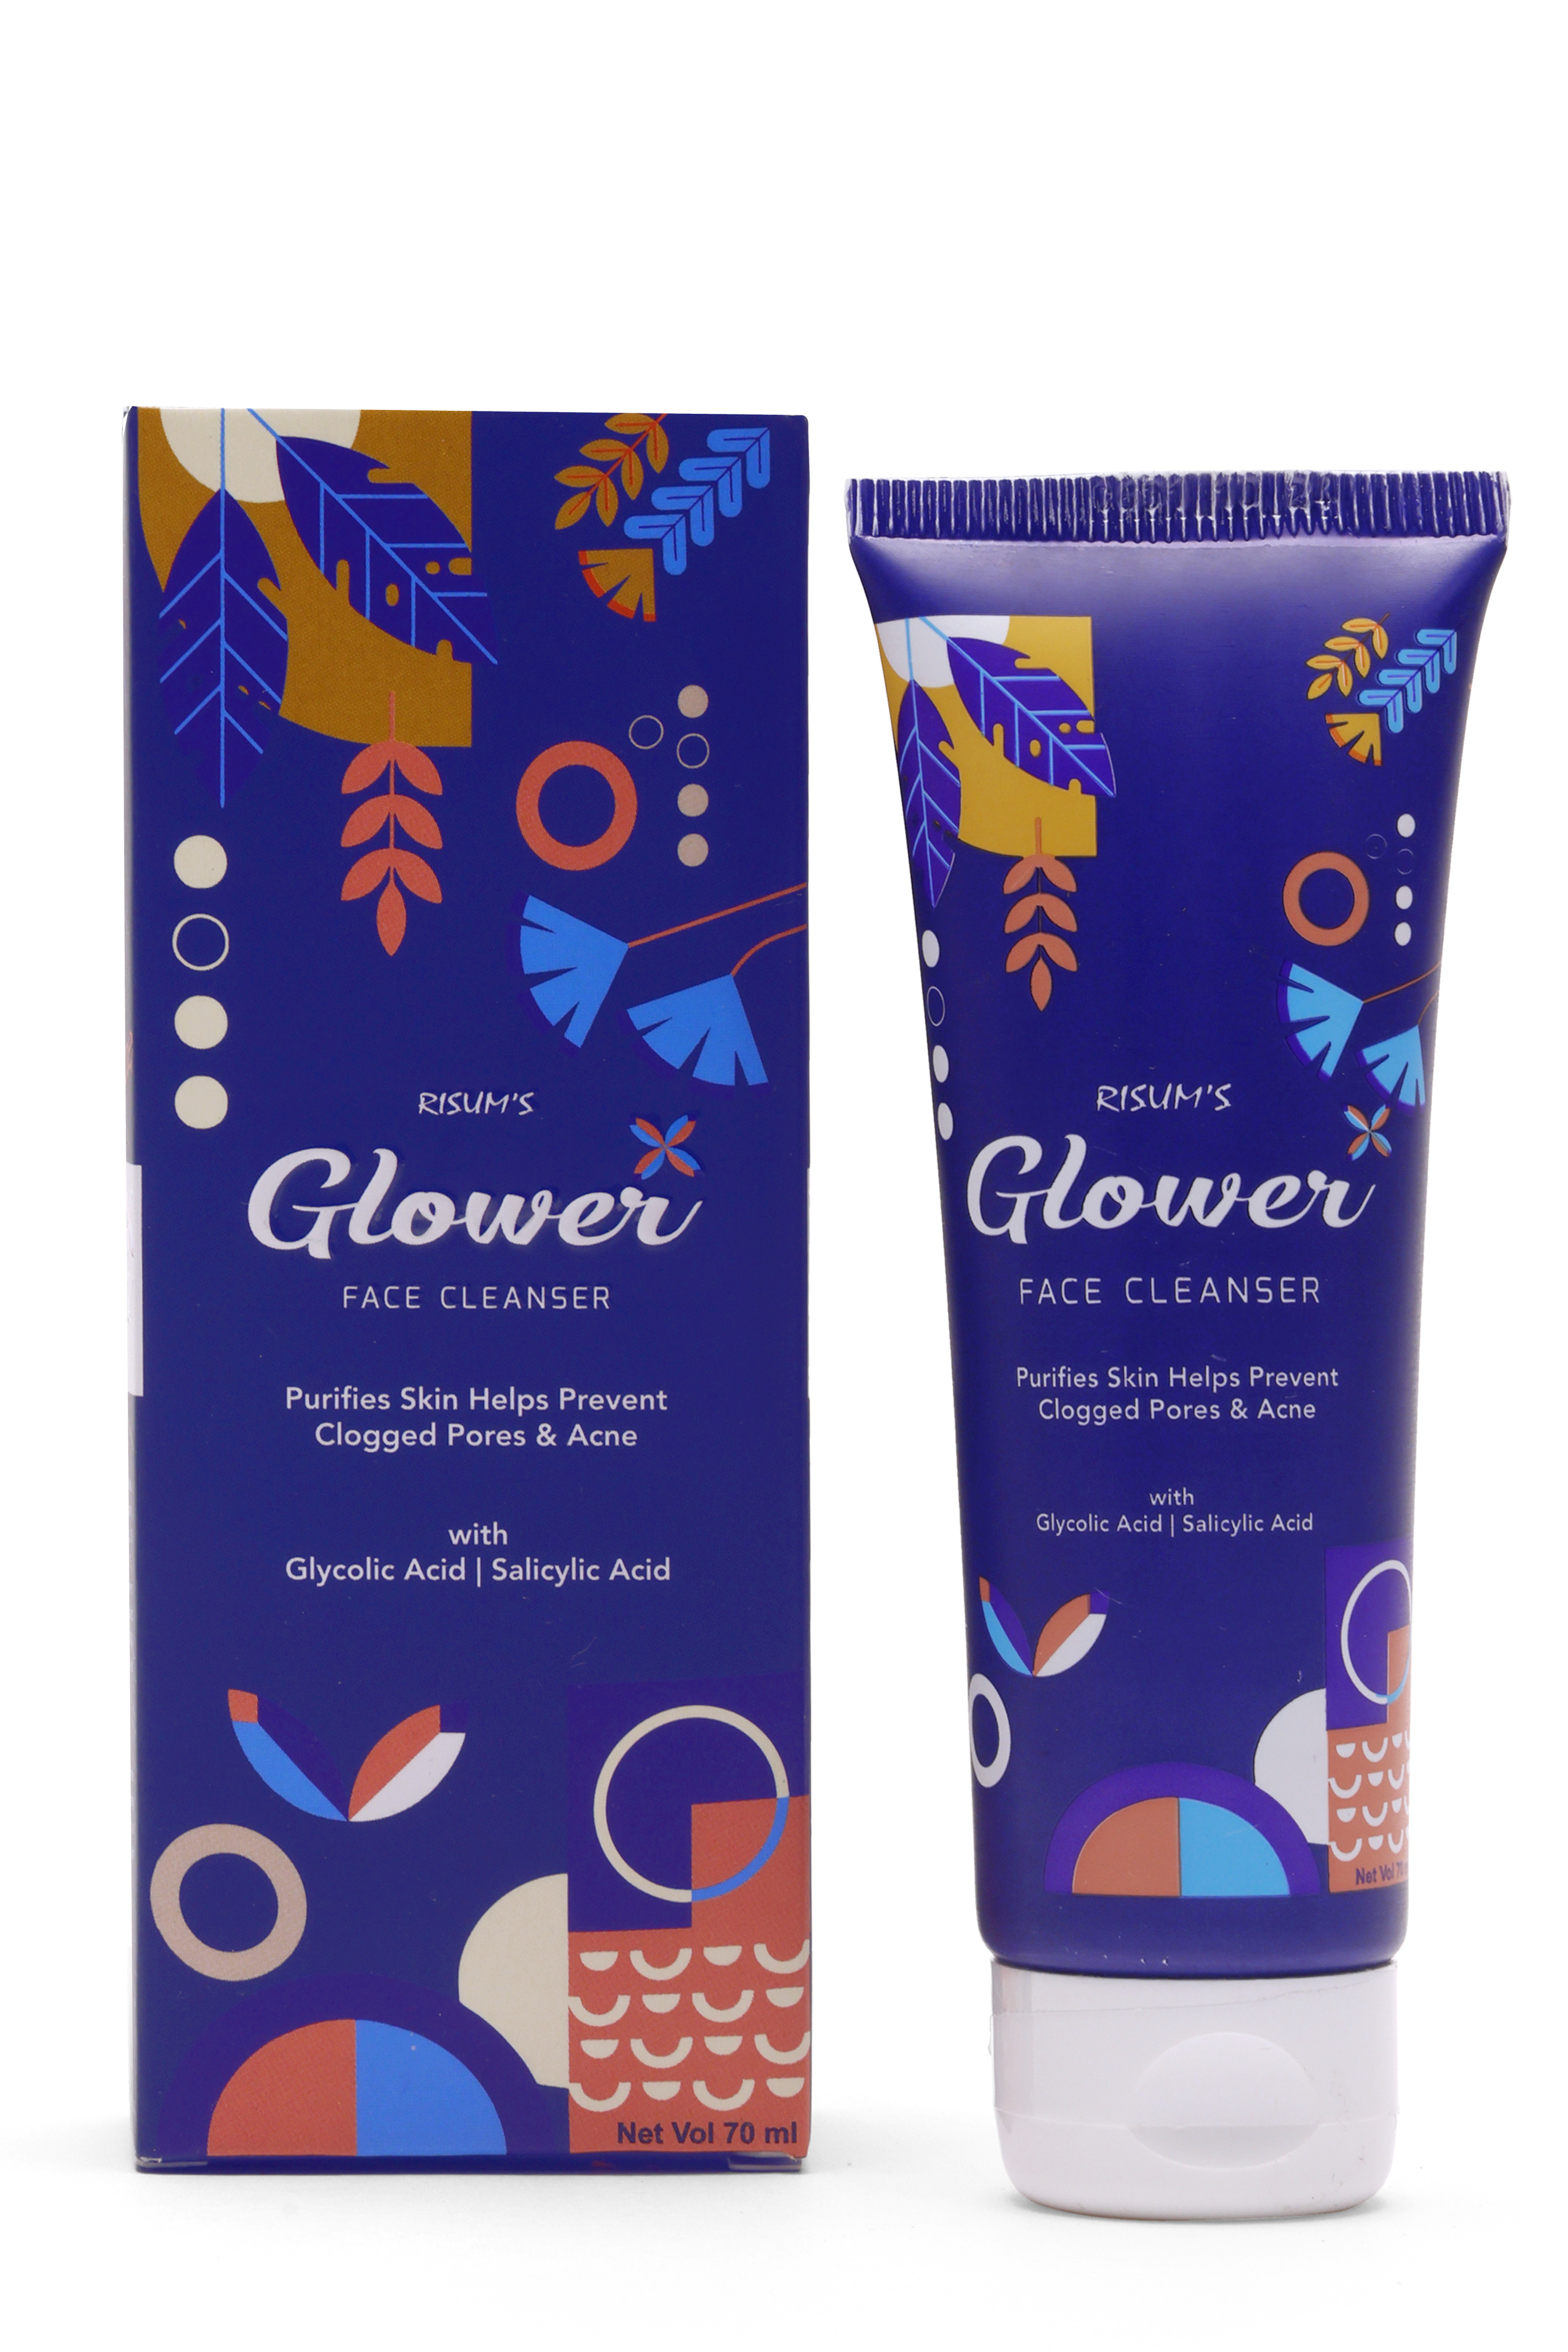 RISUM'S
Glower
FACE CLEANSER
Purifies Skin Helps Prevent
Clogged Pores & Acne
with
Glycolic Acid | Salicylic Acid
Net Vol 70 ml
RISUM'S
Glower
FACE CLEANSER
Purifies Skin Helps Prevent
Clogged Pores & Acne
with
Glycolic Acid | Salicylic Acid
Net Vol